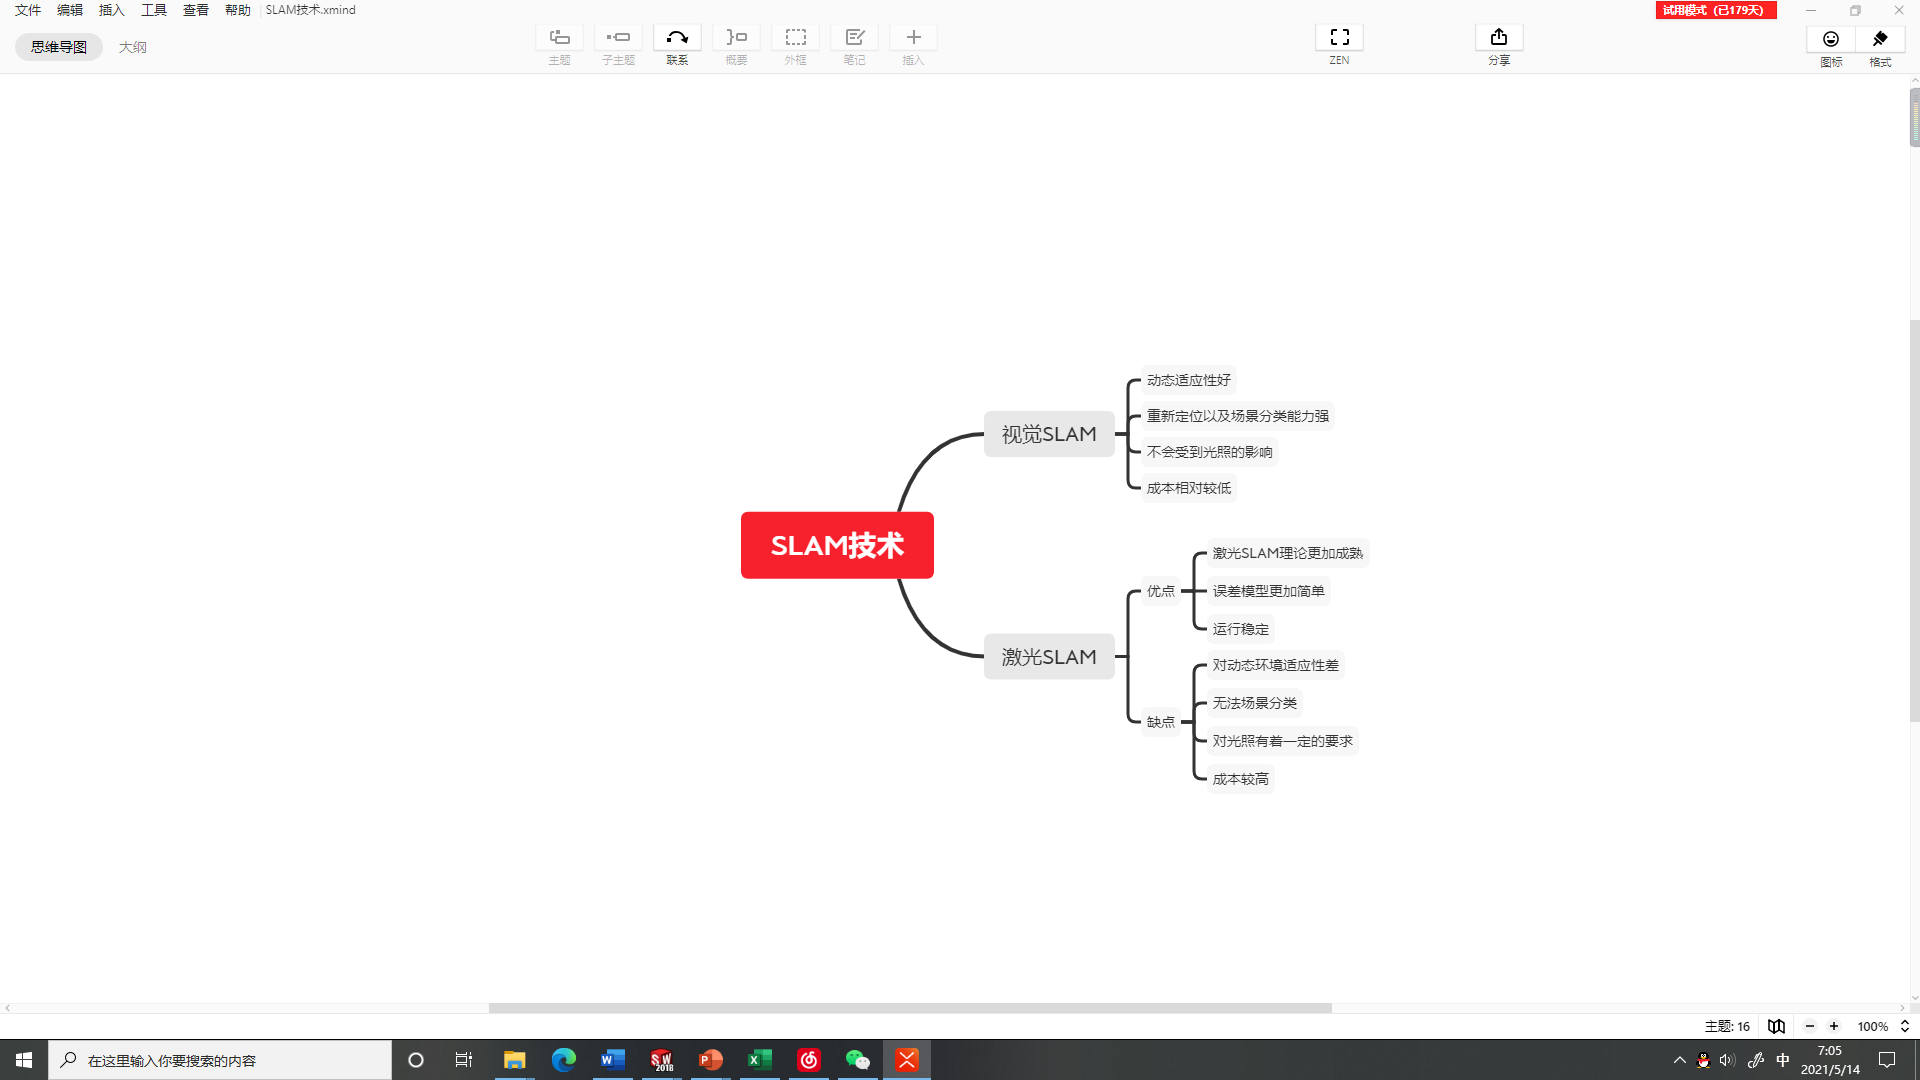 文件 编辑 插入 工具 查看 帮助 SLAM技术.xmind
试用模式（已179天）
思维导图 大纲
主题 子主题 联系 概要 外框 笔记 插入 ZEN 分享 图标 格式
SLAM技术
视觉SLAM
动态适应性好
重新定位以及场景分类能力强
不会受到光照的影响
成本相对较低
激光SLAM
优点
激光SLAM理论更加成熟
误差模型更加简单
运行稳定
缺点
对动态环境适应性差
无法场景分类
对光照有着一定的要求
成本较高
主题: 16
100%
在这里输入你要搜索的内容
W
SW
2018
P
X
中
7:05
2021/5/14